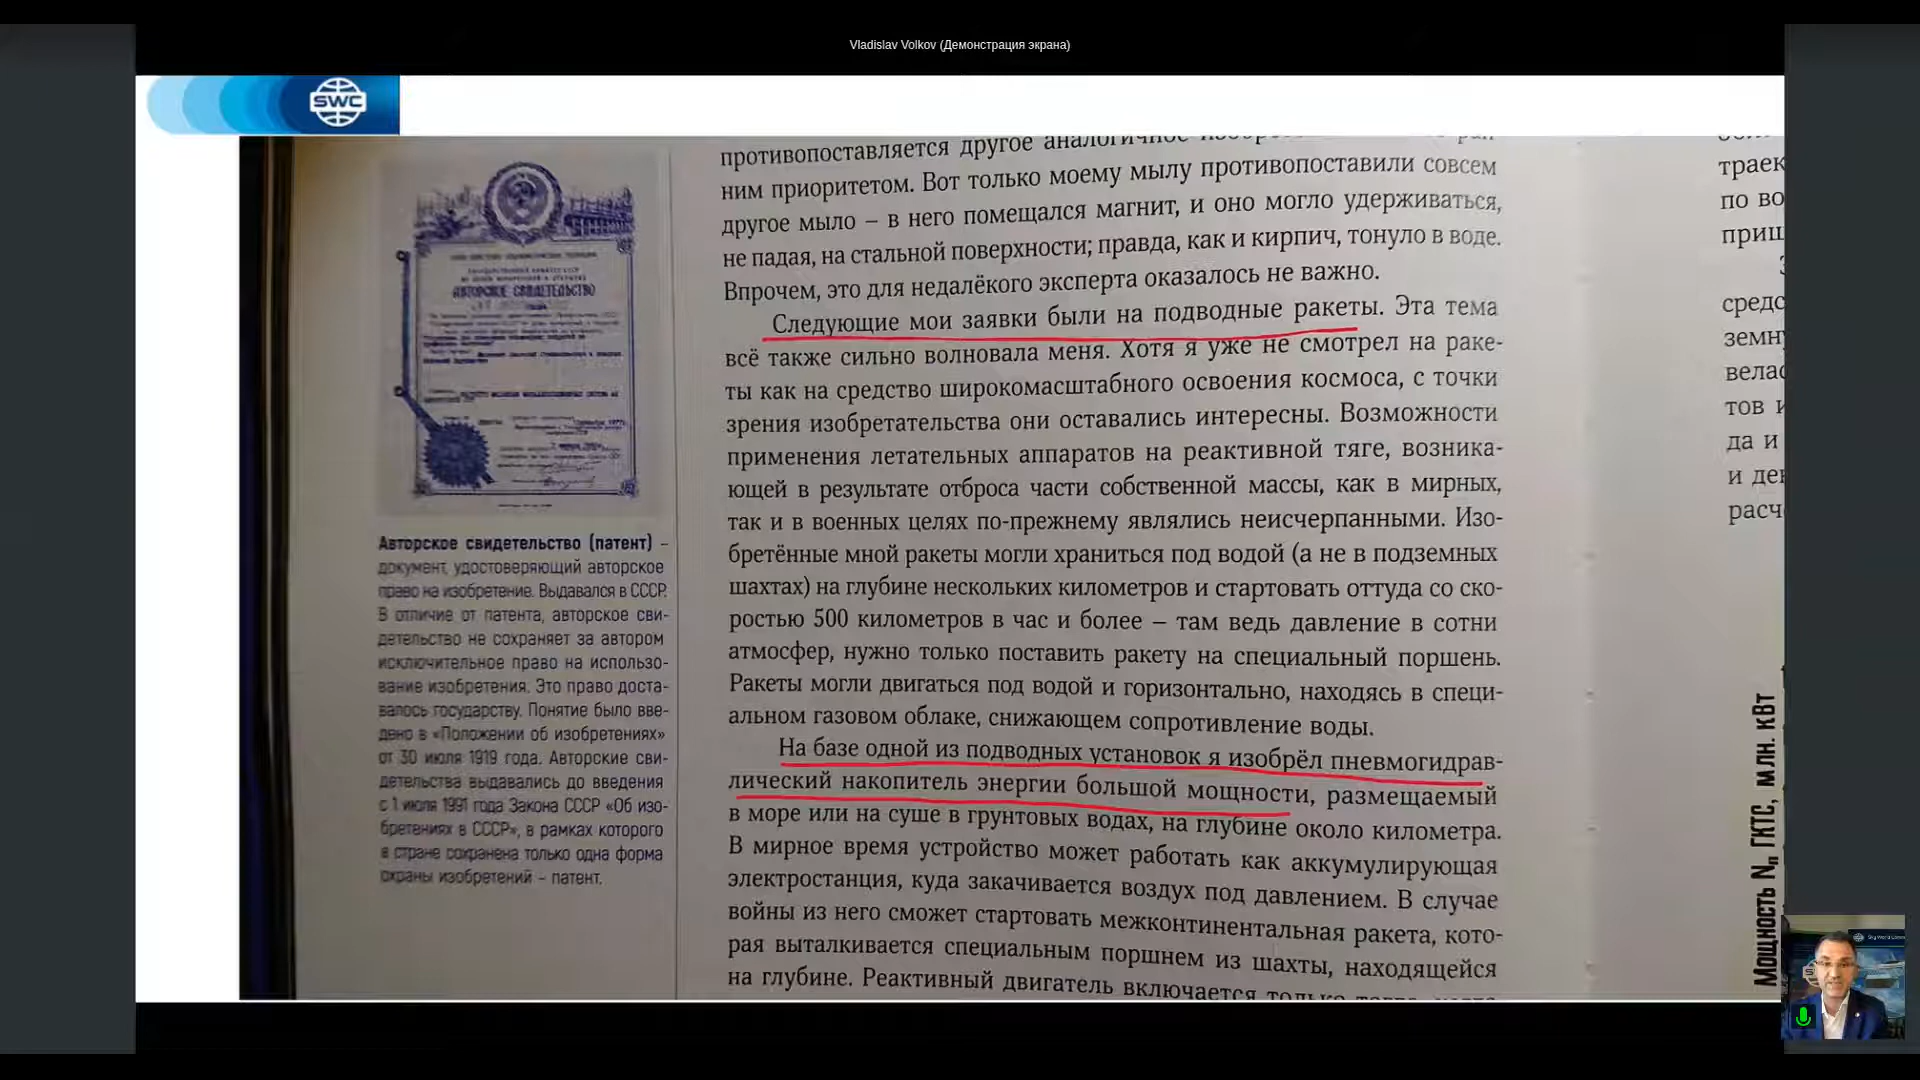 Vladislav Volkov (Демонстрация экрана)
SWC
АВТОРСКОЕ СВИДЕТЕЛЬСТВО
Авторское свидетельство (патент) –
документ, удостоверяющий авторское
право на изобретение. Выдавался в СССР.
В отличие от патента, авторское сви-
детельство не сохраняет за автором
исключительное право на использо-
вание изобретения. Это право доста-
валось государству. Понятие было вве-
дено в «Положении об изобретениях»
от 30 июля 1919 года. Авторские сви-
детельства выдавались до введения
с 1 июля 1991 года Закона СССР «Об изо-
бретениях в СССР», в рамках которого
в стране сохранена только одна форма
охраны изобретений – патент.
противопоставляется другое аналогичное
ним приоритетом. Вот только моему мылу противопоставили совсем
другое мыло – в него помещался магнит, и оно могло удерживаться,
не падая, на стальной поверхности; правда, как и кирпич, тонуло в воде.
Впрочем, это для недалёкого эксперта оказалось не важно.
Следующие мои заявки были на подводные ракеты. Эта тема
всё также сильно волновала меня. Хотя я уже не смотрел на раке-
ты как на средство широкомасштабного освоения космоса, с точки
зрения изобретательства они оставались интересны. Возможности
применения летательных аппаратов на реактивной тяге, возника-
ющей в результате отброса части собственной массы, как в мирных,
так и в военных целях по-прежнему являлись неисчерпанными. Изо-
бретённые мной ракеты могли храниться под водой (а не в подземных
шахтах) на глубине нескольких километров и стартовать оттуда со ско-
ростью 500 километров в час и более – там ведь давление в сотни
атмосфер, нужно только поставить ракету на специальный поршень.
Ракеты могли двигаться под водой и горизонтально, находясь в специ-
альном газовом облаке, снижающем сопротивление воды.
На базе одной из подводных установок я изобрёл пневмогидрав-
лический накопитель энергии большой мощности, размещаемый
в море или на суше в грунтовых водах, на глубине около километра.
В мирное время устройство может работать как аккумулирующая
электростанция, куда закачивается воздух под давлением. В случае
войны из него сможет стартовать межконтинентальная ракета, кото-
рая выталкивается специальным поршнем из шахты, находящейся
на глубине. Реактивный двигатель включается только
траек
по во
приш
средс
земну
велас
тов и
да и
и ден
расч
Мощность Nп ГКТС, млн. кВт